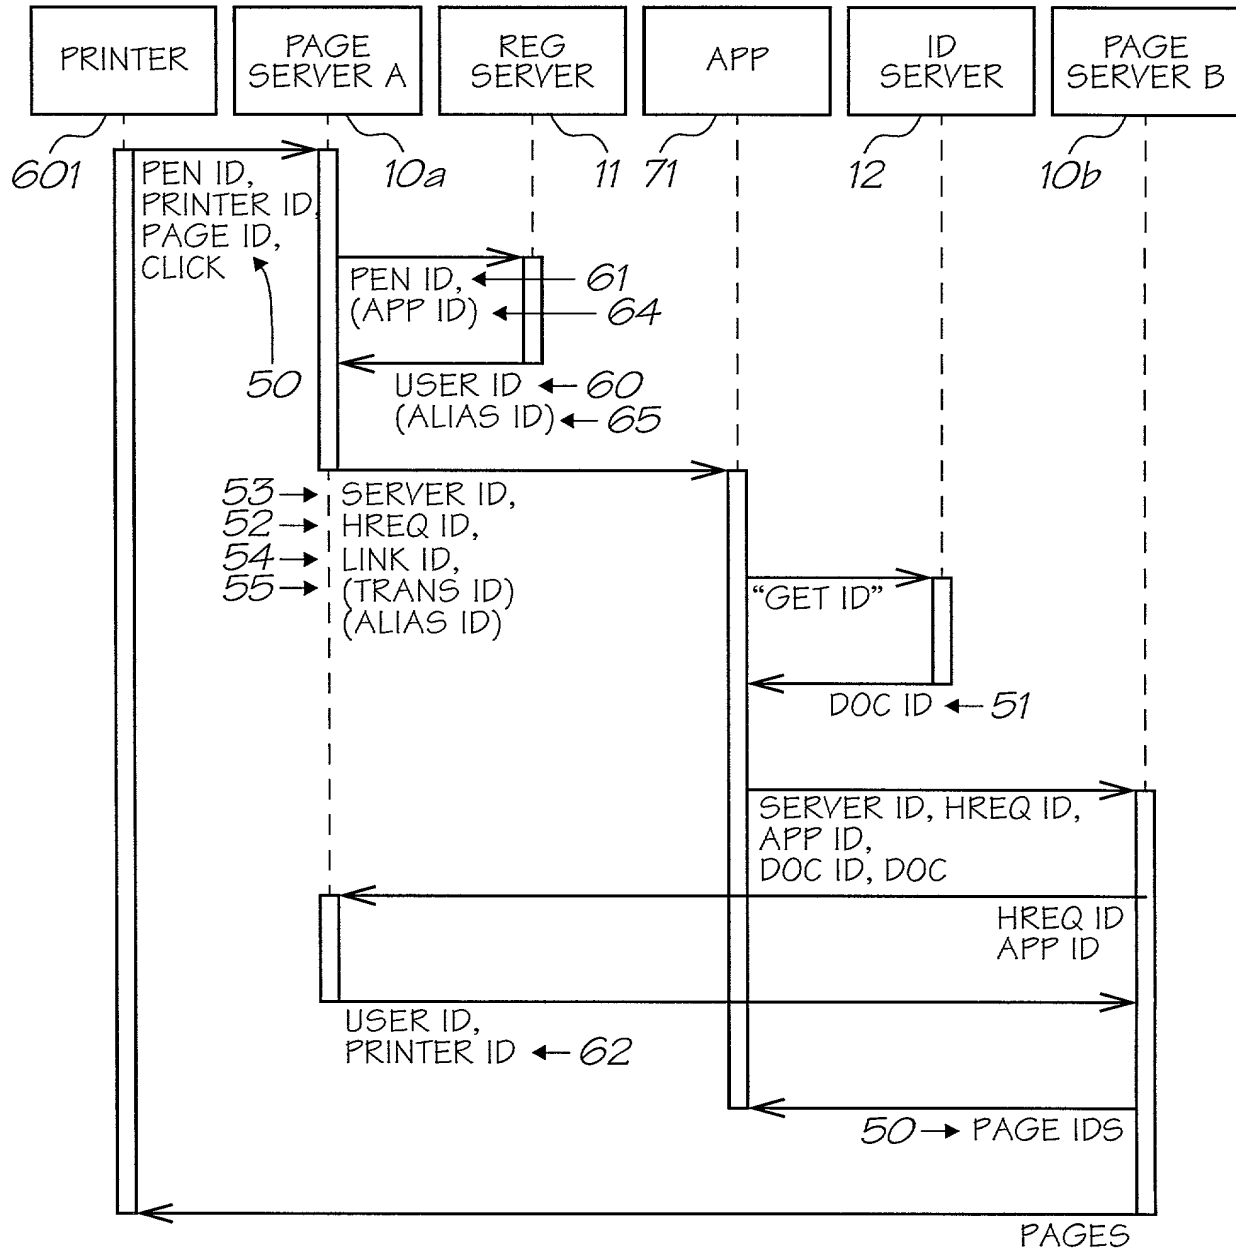 PRINTER
PAGE
SERVER A
REG
SERVER
APP
ID
SERVER
PAGE
SERVER B
601
10a
11
71
12
10b
PEN ID,
PRINTER ID,
PAGE ID,
CLICK
50
PEN ID,
61
(APP ID)
64
USER ID
60
(ALIAS ID)
65
53
SERVER ID,
52
HREQ ID,
54
LINK ID,
55
(TRANS ID)
(ALIAS ID)
“GET ID”
DOC ID
51
SERVER ID, HREQ ID,
APP ID,
DOC ID, DOC
HREQ ID
APP ID
USER ID,
PRINTER ID
62
50
PAGE IDS
PAGES